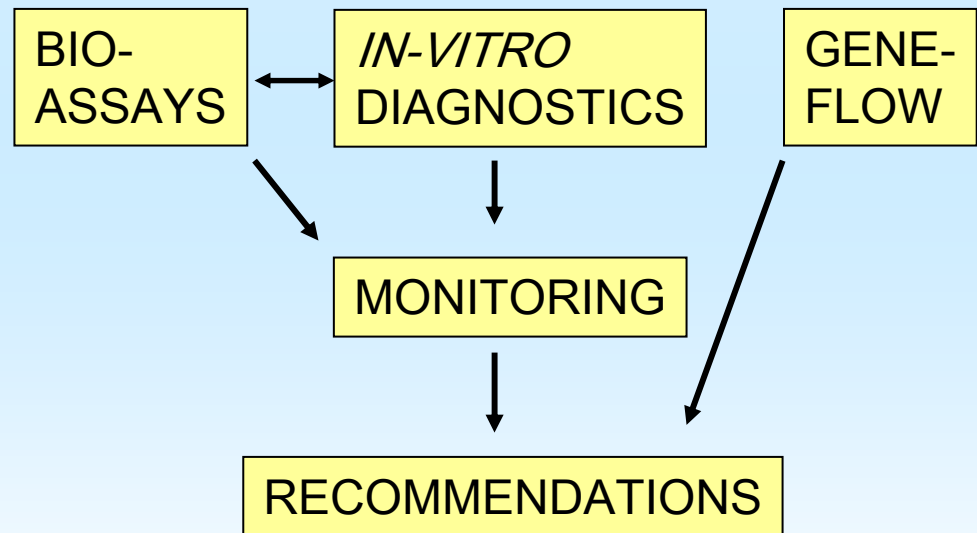 BIO-
ASSAYS
IN-VITRO
DIAGNOSTICS
GENE-
FLOW
MONITORING
RECOMMENDATIONS